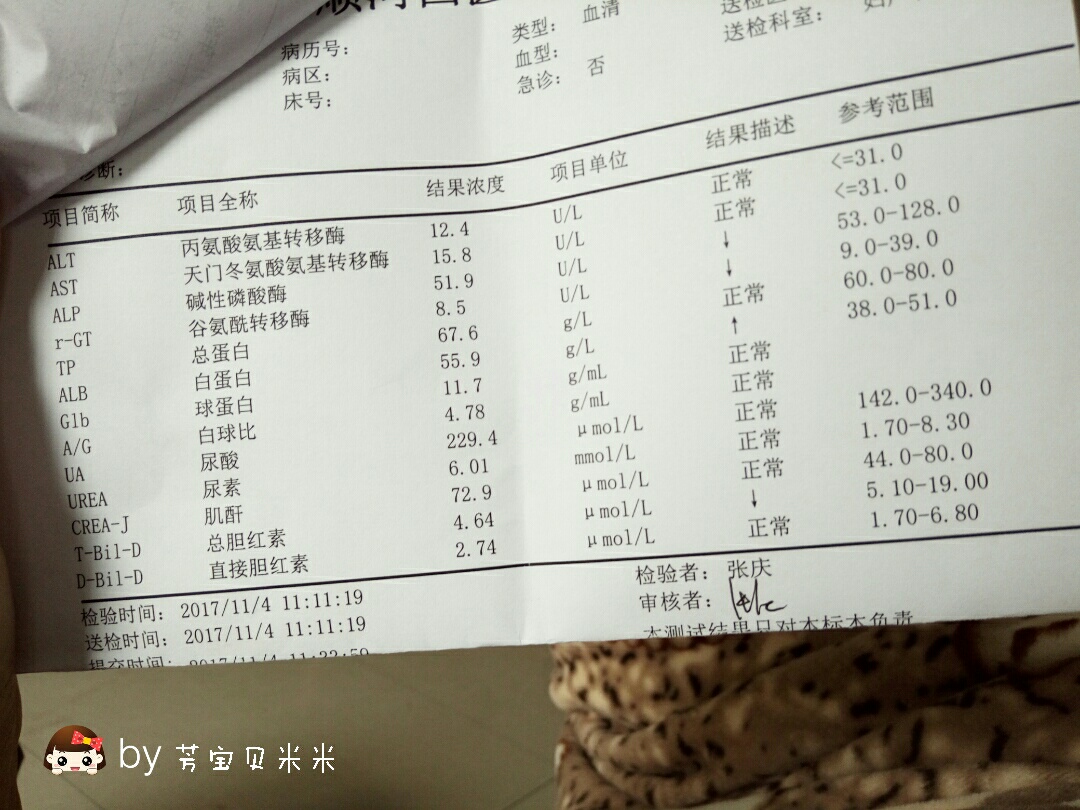 类型： 血清
病历号：
血型：
送检科室：
病区：
急诊： 否
床号：
诊断：
项目简称 项目全称 结果浓度 项目单位 结果描述 参考范围
ALT 丙氨酸氨基转移酶 12.4 U/L 正常 <=31.0
AST 天门冬氨酸氨基转移酶 15.8 U/L 正常 <=31.0
ALP 碱性磷酸酶 51.9 U/L ↓ 53.0-128.0
r-GT 谷氨酰转移酶 8.5 U/L ↓ 9.0-39.0
TP 总蛋白 67.6 g/L 正常 60.0-80.0
ALB 白蛋白 55.9 g/L ↑ 38.0-51.0
Glb 球蛋白 11.7 g/mL 正常
A/G 白球比 4.78 g/mL 正常
UA 尿酸 229.4 μmol/L 正常 142.0-340.0
UREA 尿素 6.01 mmol/L 正常 1.70-8.30
CREA-J 肌酐 72.9 μmol/L 正常 44.0-80.0
T-Bil-D 总胆红素 4.64 μmol/L ↓ 5.10-19.00
D-Bil-D 直接胆红素 2.74 μmol/L 正常 1.70-6.80
检验时间： 2017/11/4 11:11:19
检验者： 张庆
送检时间： 2017/11/4 11:11:19
审核者：
提交时间： 2017/11/4 11:22:59
本测试结果只对本标本负责
by 芳宝贝米米